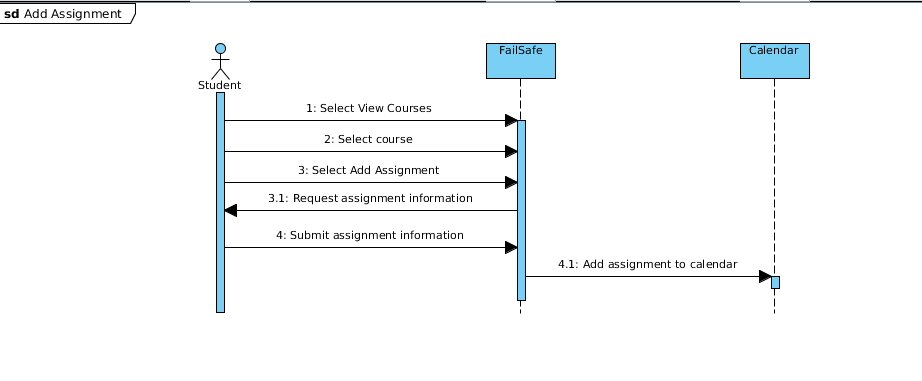 sd Add Assignment
FailSafe
Calendar
Student
1: Select View Courses
2: Select course
3: Select Add Assignment
3.1: Request assignment information
4: Submit assignment information
4.1: Add assignment to calendar